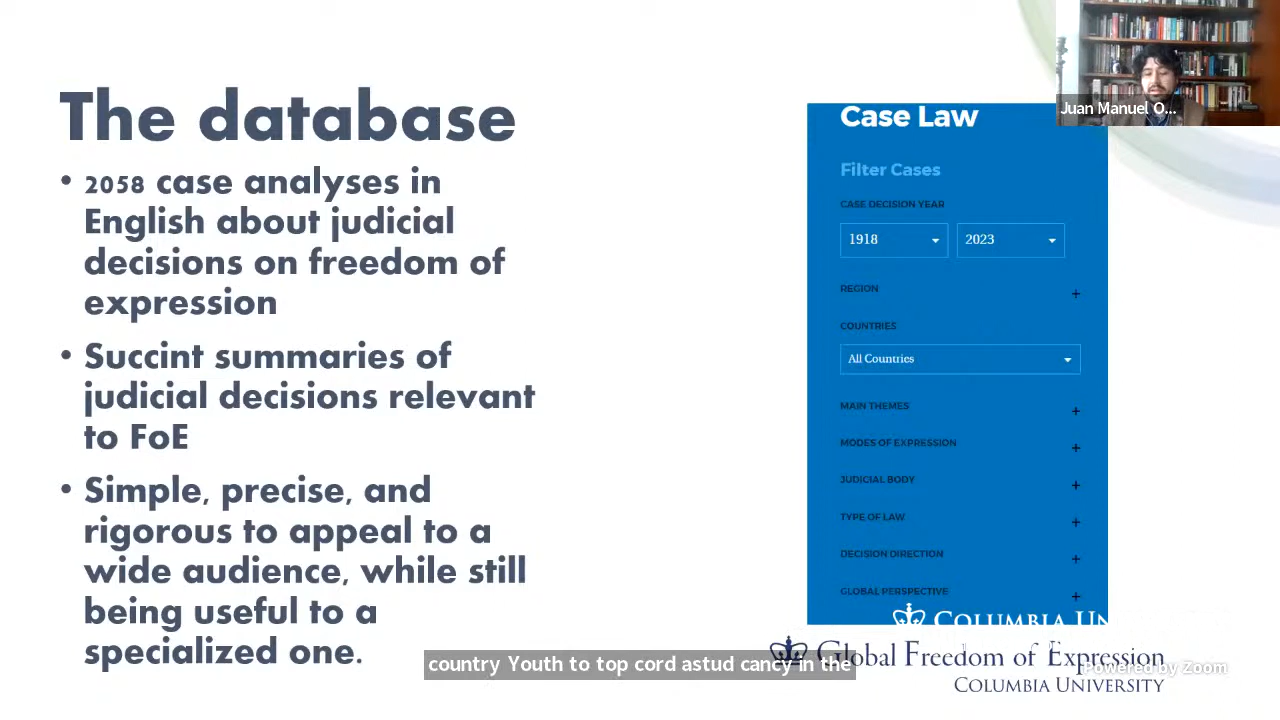 The database
• 2058 case analyses in
English about judicial
decisions on freedom of
expression
• Succint summaries of
judicial decisions relevant
to FoE
• Simple, precise, and
rigorous to appeal to a
wide audience, while still
being useful to a
specialized one.
Case Law
Filter Cases
CASE DECISION YEAR
1918 2023
REGION +
COUNTRIES
All Countries
MAIN THEMES +
MODES OF EXPRESSION +
JUDICIAL BODY +
TYPE OF LAW +
DECISION DIRECTION +
GLOBAL PERSPECTIVE +
COLUMBIA UN
Global Freedom of Expression
COLUMBIA UNIVERSITY
Juan Manuel O...
country Youth to top cord astud cancy in the
Powered by Zoom